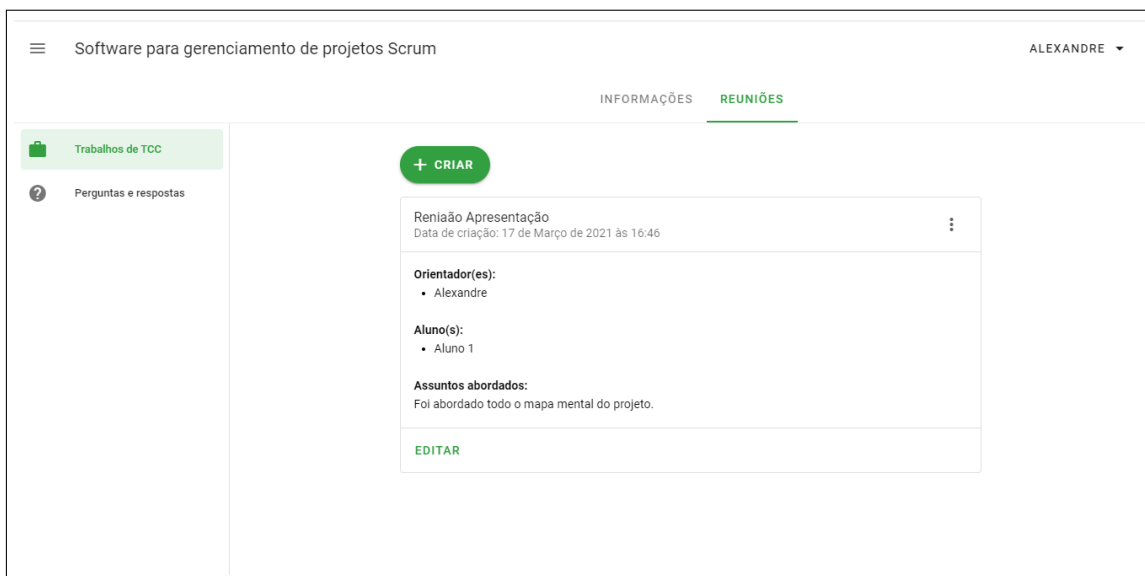 Software para gerenciamento de projetos Scrum
ALEXANDRE
INFORMAÇÕES
REUNIÕES
Trabalhos de TCC
Perguntas e respostas
+ CRIAR
Reniaão Apresentação
Data de criação: 17 de Março de 2021 às 16:46
Orientador(es):
• Alexandre
Aluno(s):
• Aluno 1
Assuntos abordados:
Foi abordado todo o mapa mental do projeto.
EDITAR